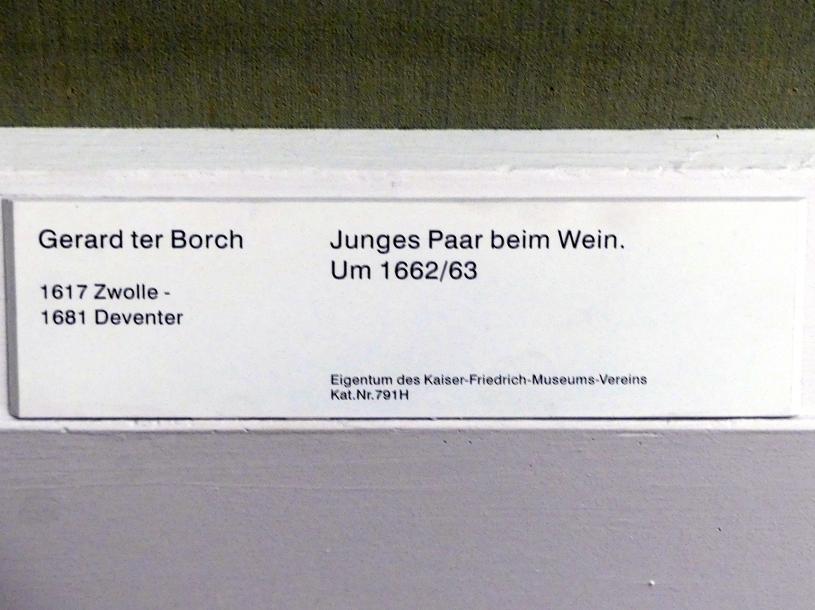 Gerard ter Borch
1617 Zwolle -
1681 Deventer
Junges Paar beim Wein.
Um 1662/63
Eigentum des Kaiser-Friedrich-Museums-Vereins
Kat.Nr.791H